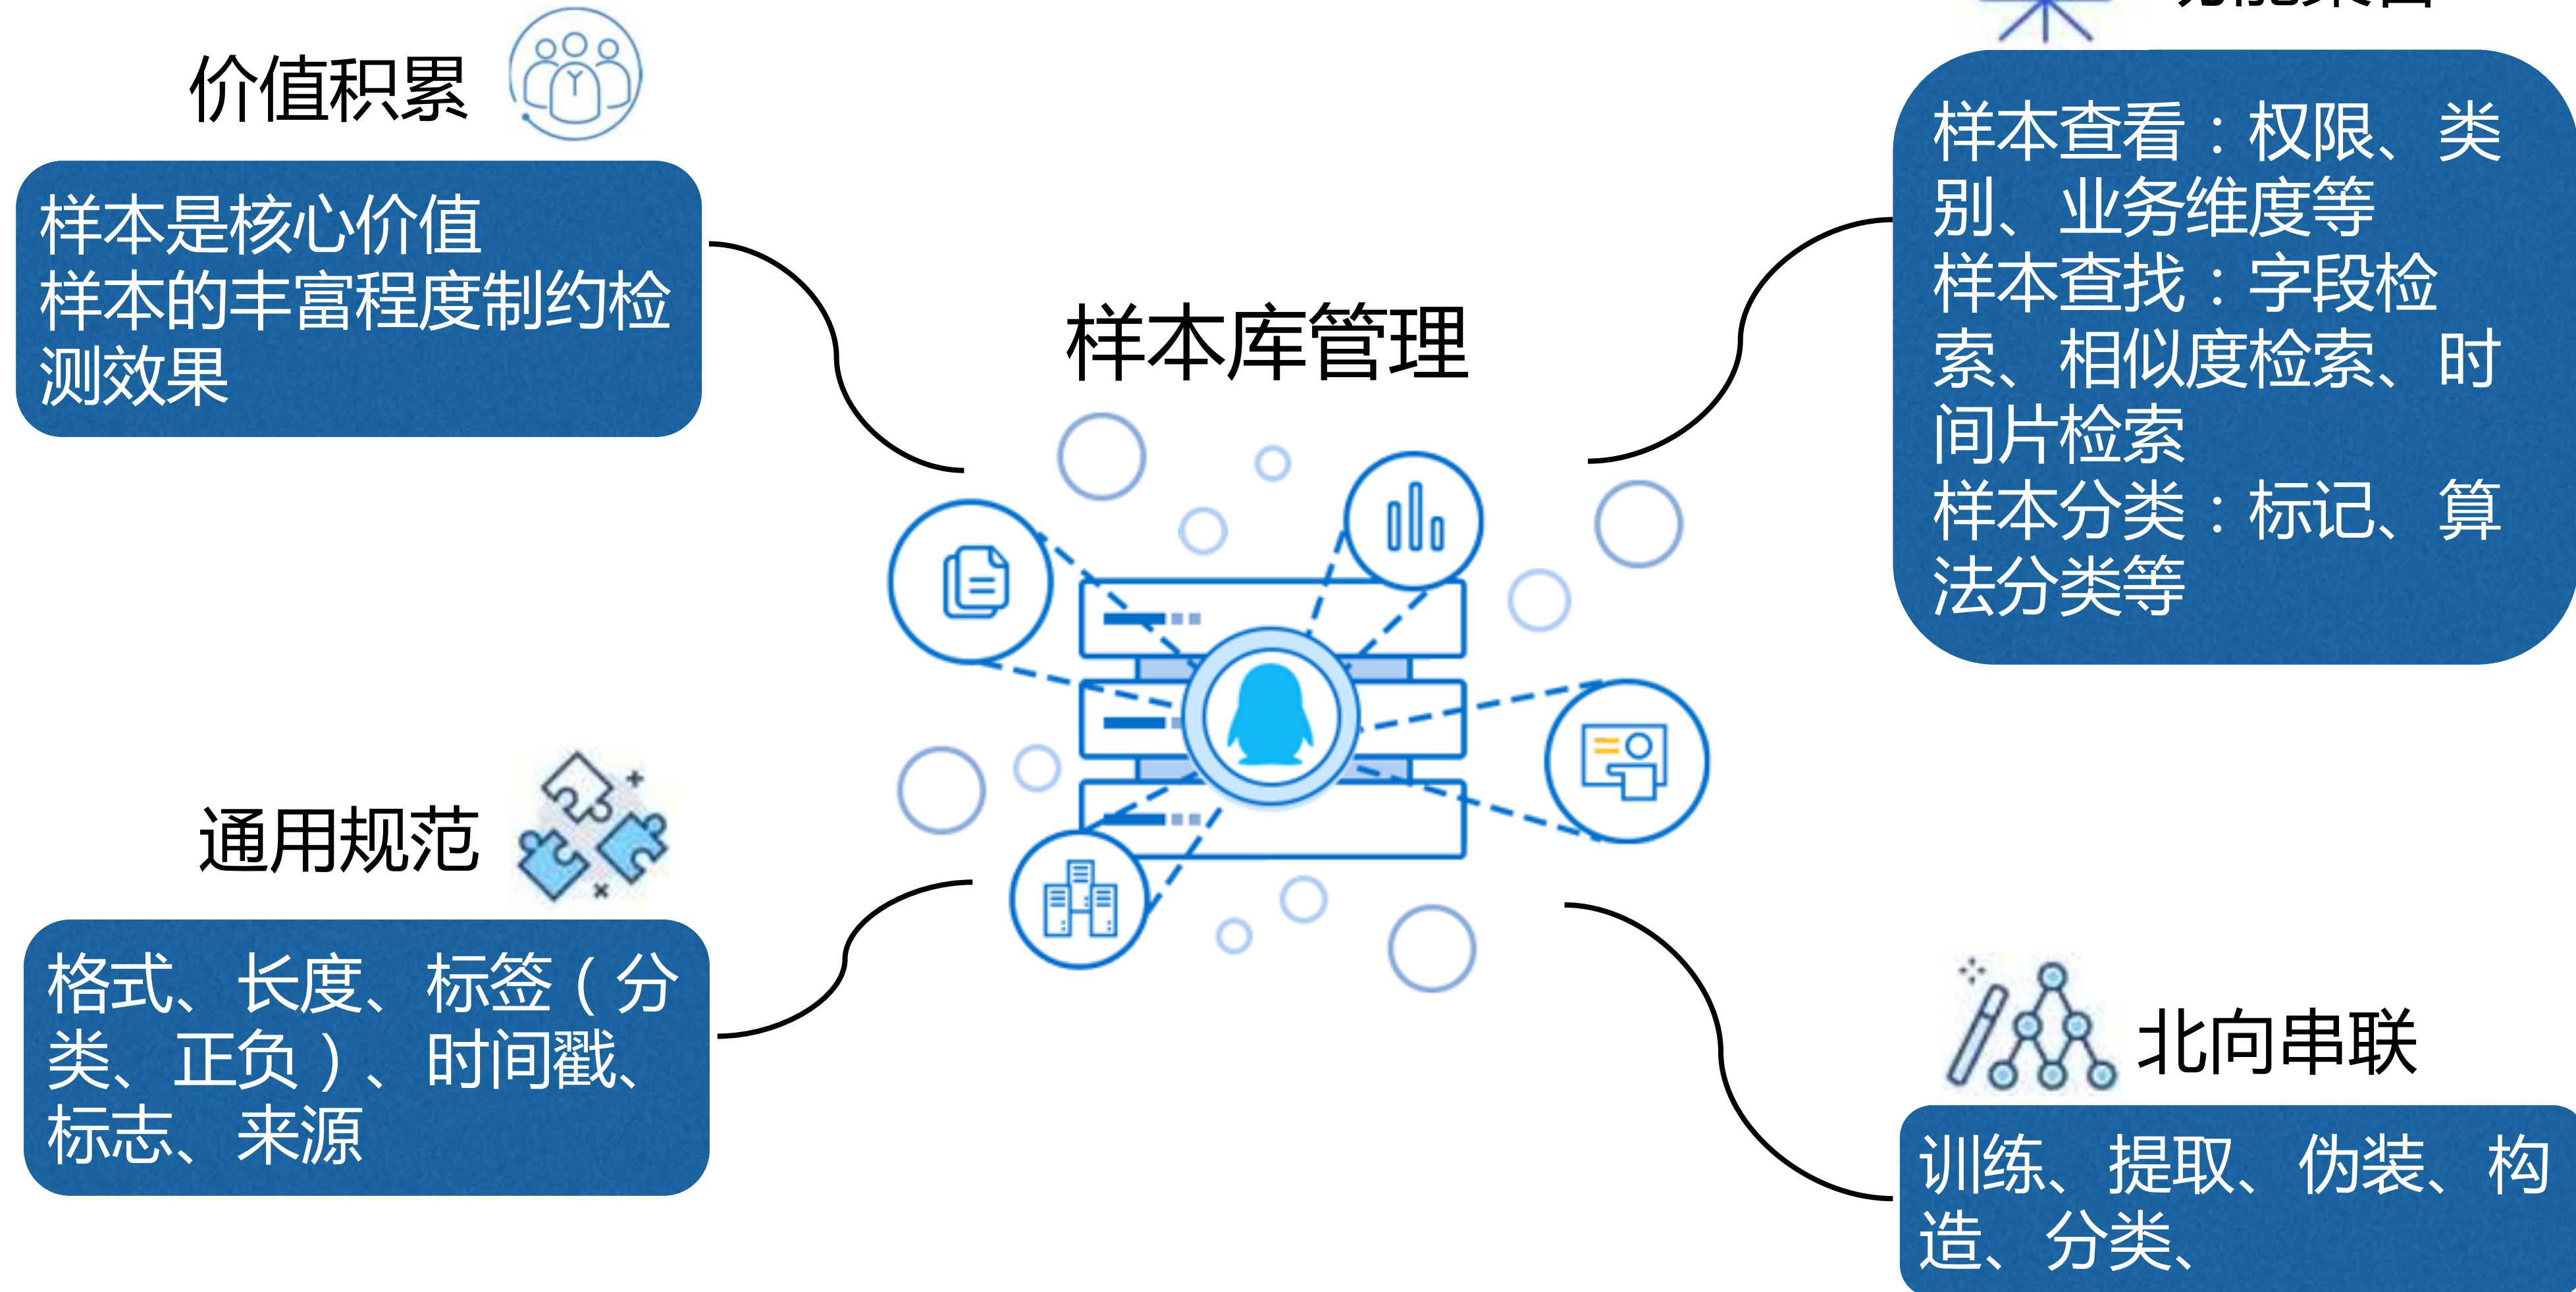 价值积累
样本是核心价值
样本的丰富程度制约检
测效果
样本库管理
样本查看：权限、类
别、业务维度等
样本查找：字段检
索、相似度检索、时
间片检索
样本分类：标记、算
法分类等
通用规范
格式、长度、标签（分
类、正负）、时间戳、
标志、来源
北向串联
训练、提取、伪装、构
造、分类、